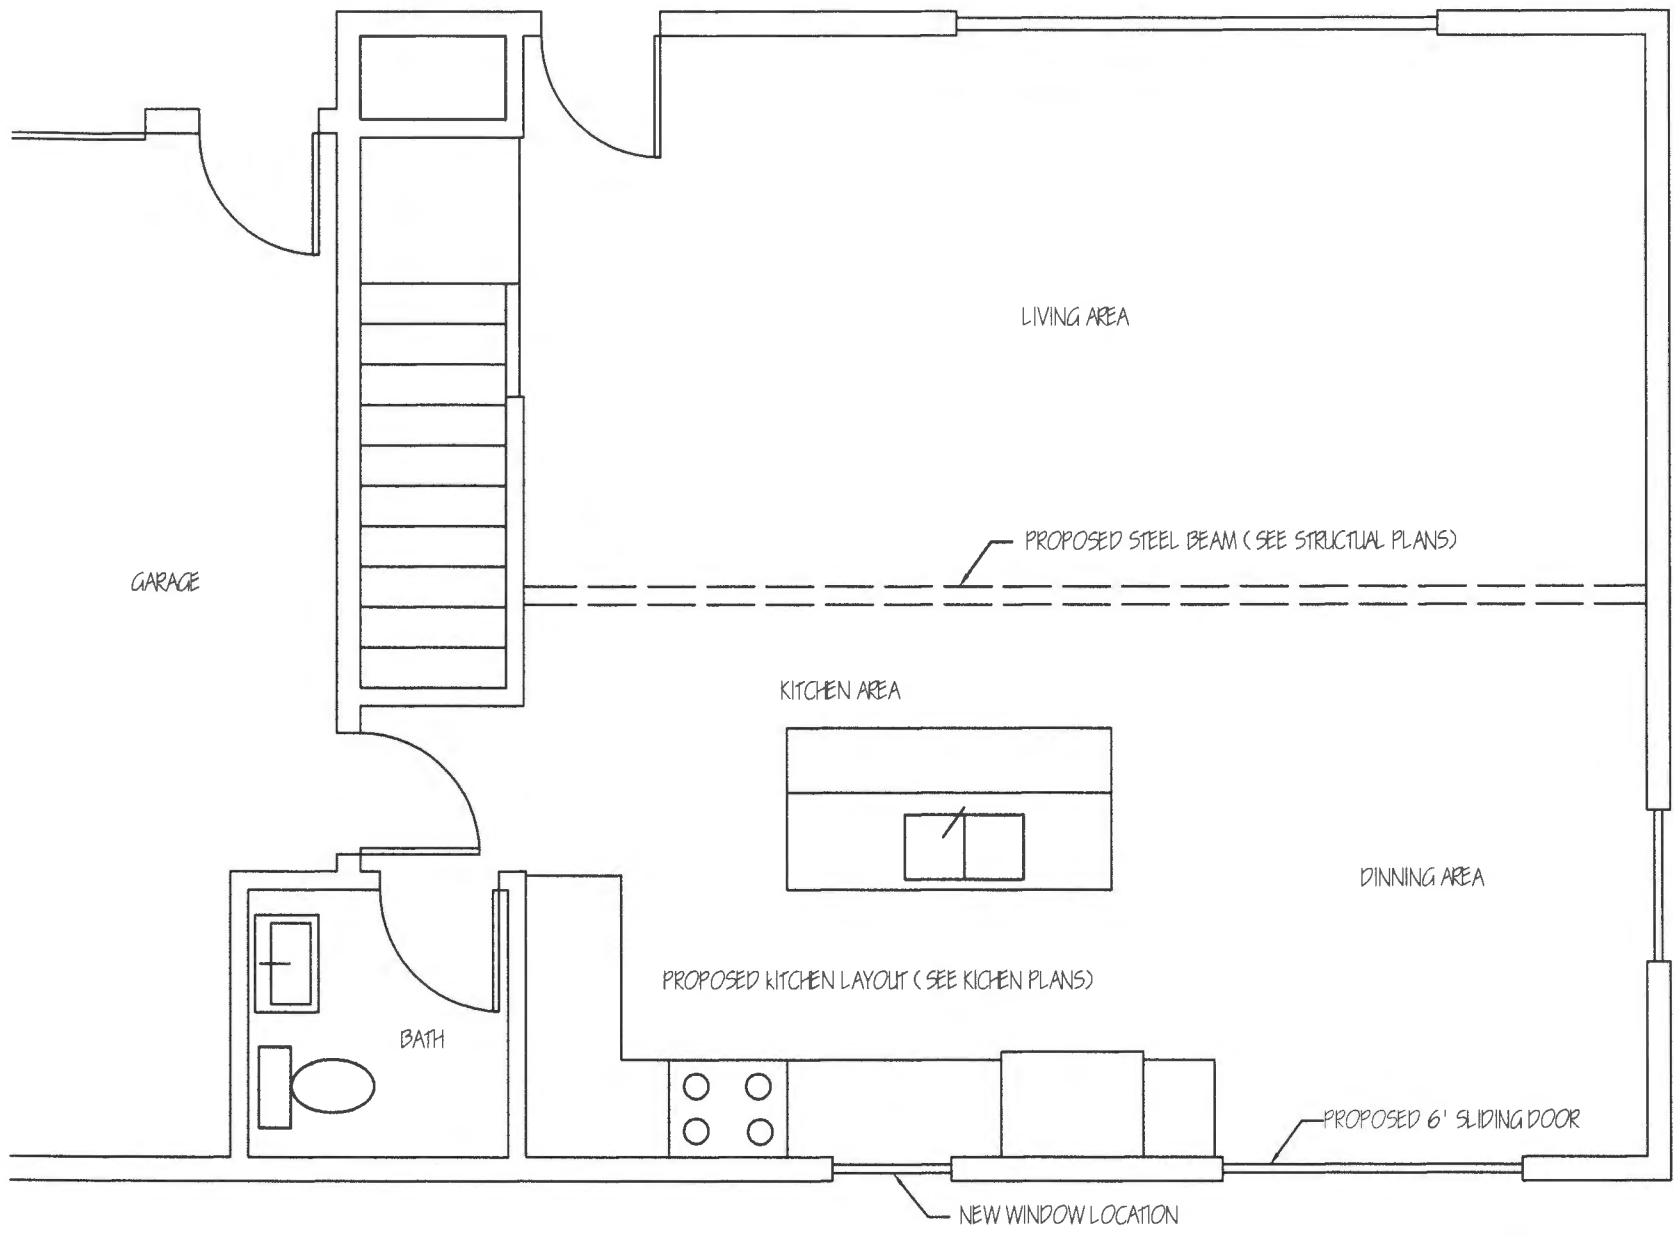 LIVING AREA
PROPOSED STEEL BEAM ( SEE STRUCTUAL PLANS)
GARAGE
KITCHEN AREA
DINNING AREA
PROPOSED KITCHEN LAYOUT ( SEE KICHEN PLANS)
BATH
PROPOSED 6' SLIDING DOOR
NEW WINDOW LOCATION